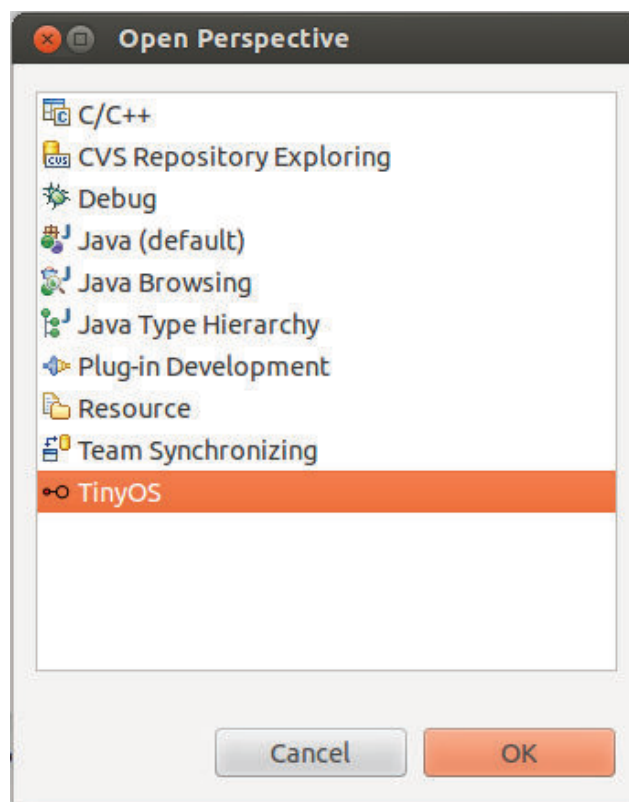 Open Perspective
C/C++
CVS Repository Exploring
Debug
Java (default)
Java Browsing
Java Type Hierarchy
Plug-in Development
Resource
Team Synchronizing
TinyOS
Cancel
OK